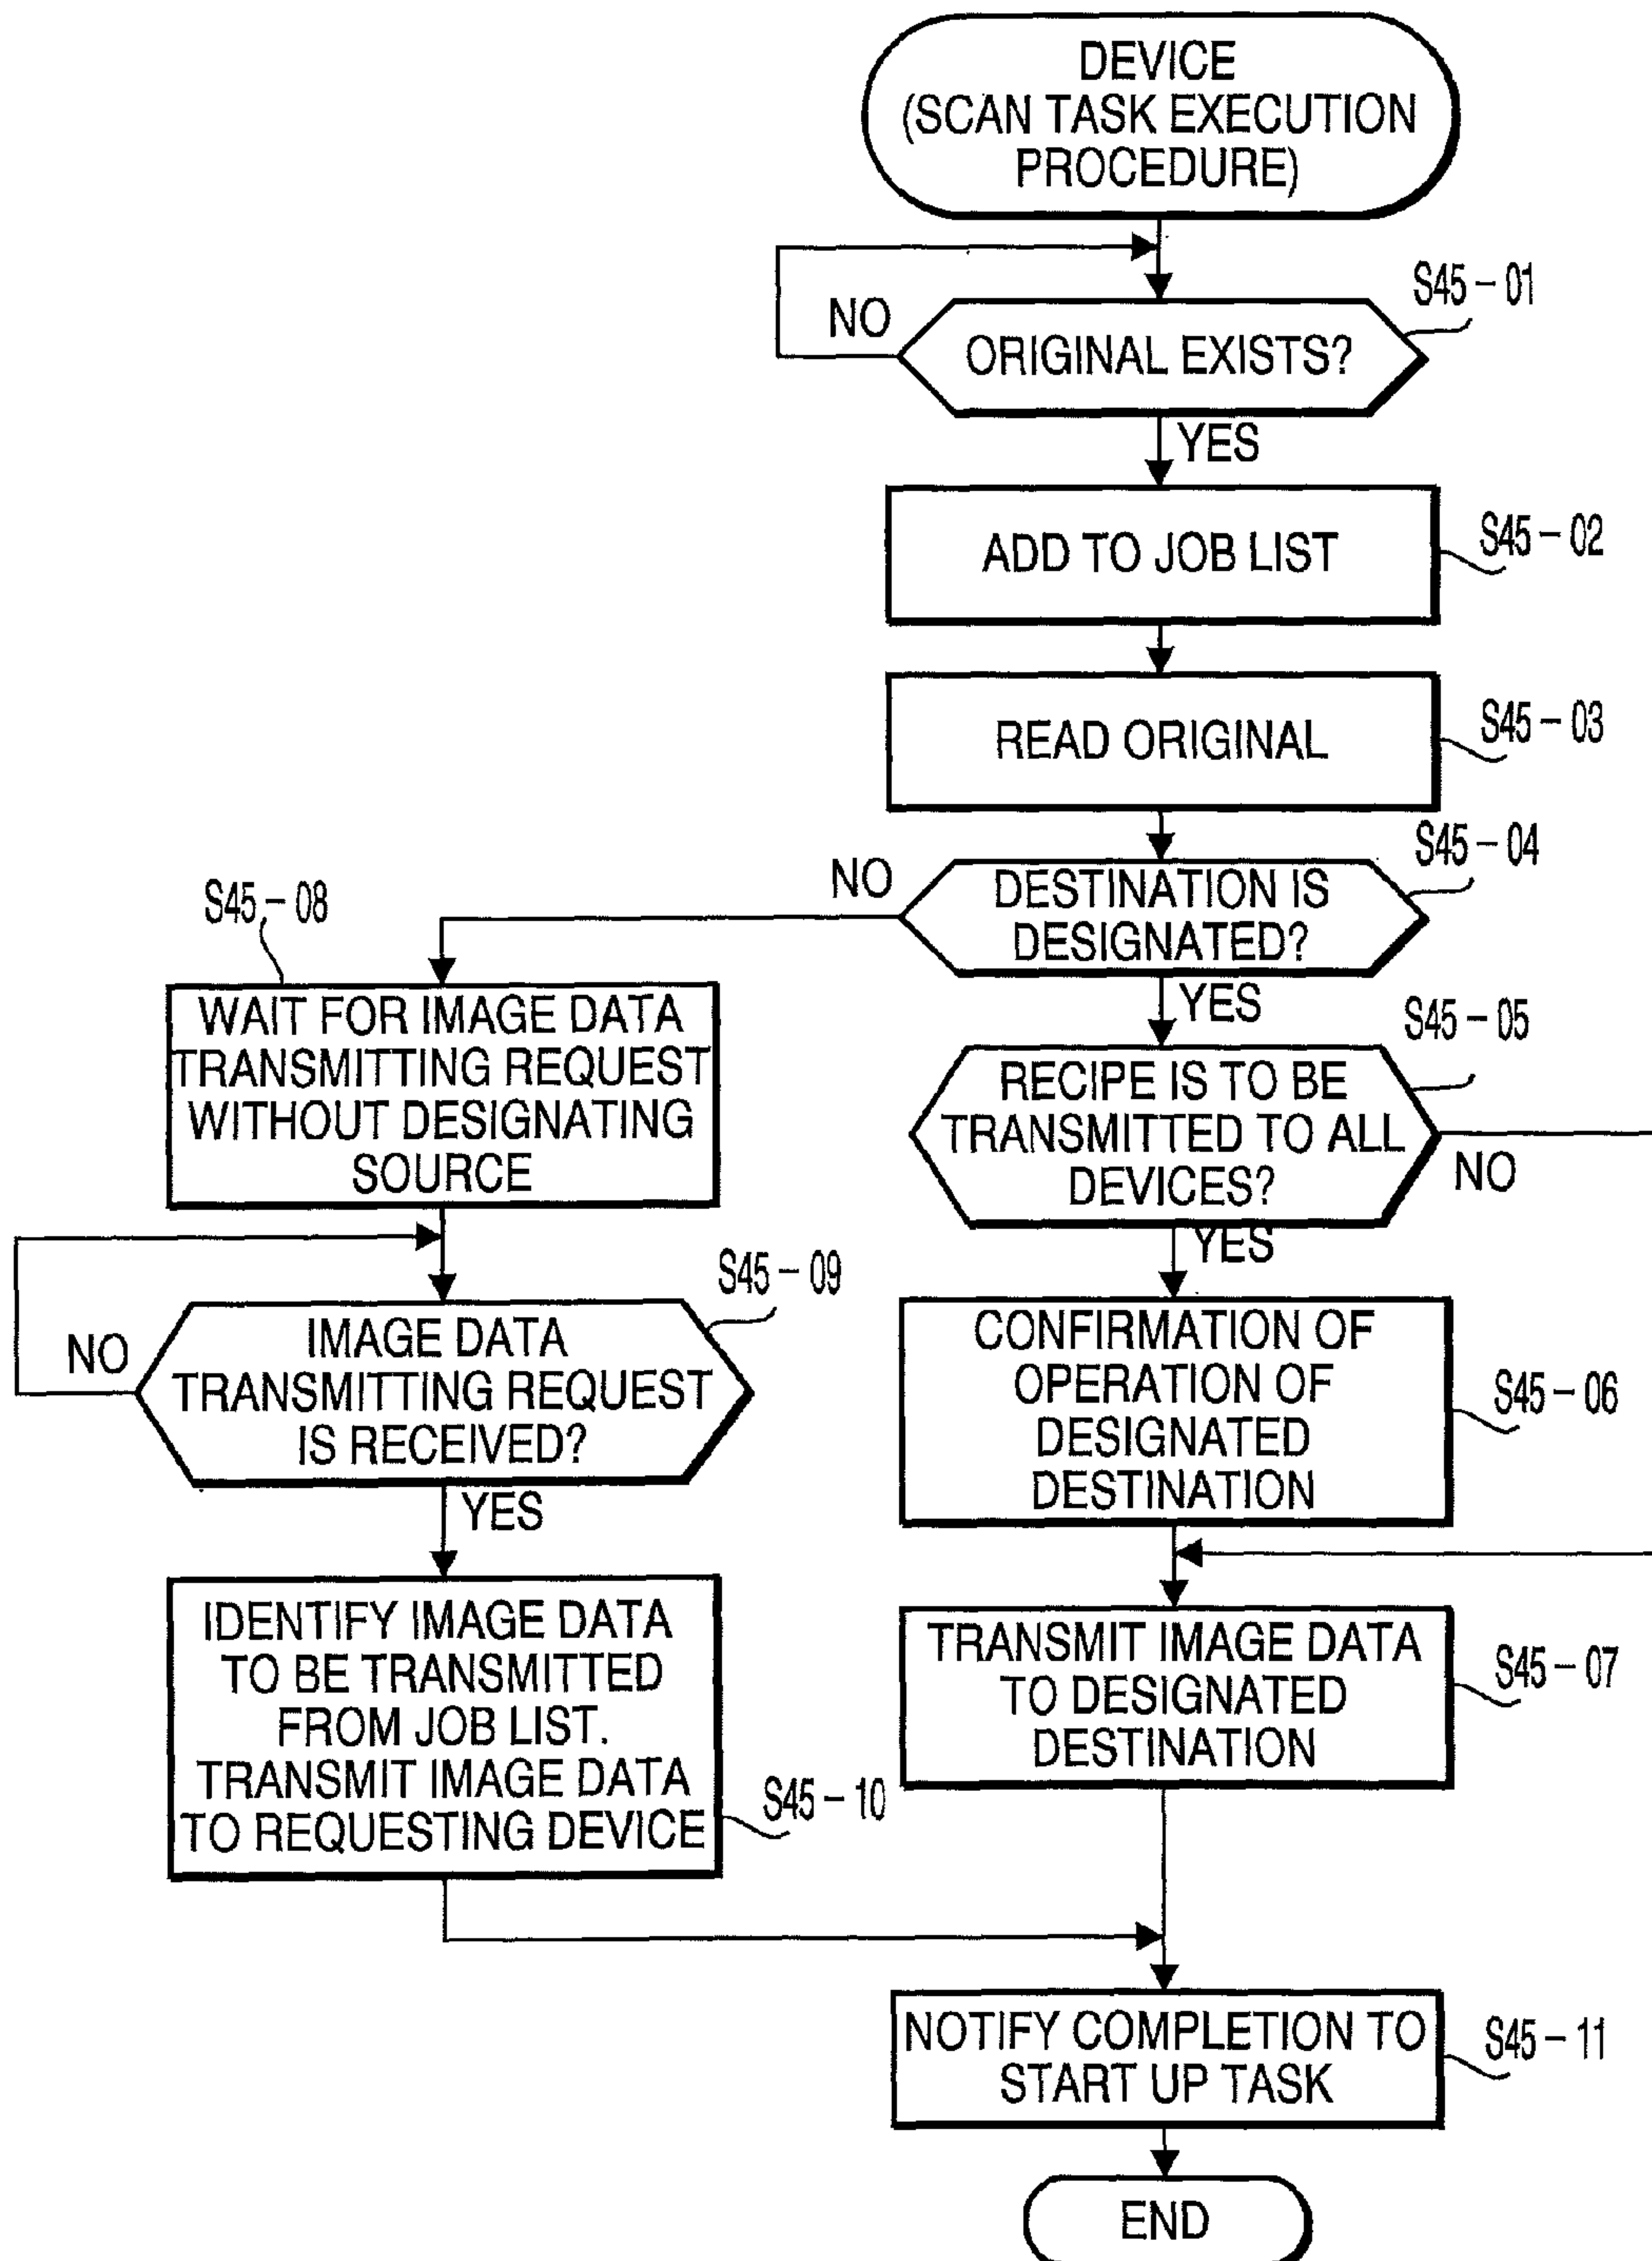 DEVICE
(SCAN TASK EXECUTION
PROCEDURE)
S45-01
NO
ORIGINAL EXISTS?
YES
ADD TO JOB LIST
S45-02
READ ORIGINAL
S45-03
S45-04
NO
DESTINATION IS
DESIGNATED?
YES
S45-08
WAIT FOR IMAGE DATA
TRANSMITTING REQUEST
WITHOUT DESIGNATING
SOURCE
S45-05
RECIPE IS TO BE
TRANSMITTED TO ALL
DEVICES?
NO
YES
S45-09
IMAGE DATA
TRANSMITTING REQUEST
IS RECEIVED?
NO
YES
CONFIRMATION OF
OPERATION OF
DESIGNATED
DESTINATION
S45-06
IDENTIFY IMAGE DATA
TO BE TRANSMITTED
FROM JOB LIST.
TRANSMIT IMAGE DATA
TO REQUESTING DEVICE
S45-10
TRANSMIT IMAGE DATA
TO DESIGNATED
DESTINATION
S45-07
NOTIFY COMPLETION TO
START UP TASK
S45-11
END